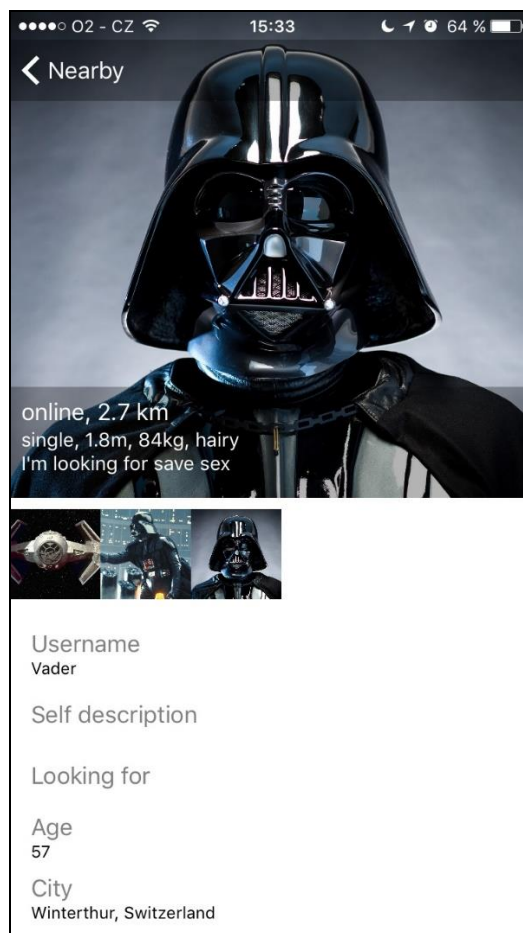 O2 - CZ 15:33 64 %
Nearby
online, 2.7 km
single, 1.8m, 84kg, hairy
I'm looking for save sex
Username
Vader
Self description
Looking for
Age
57
City
Winterthur, Switzerland